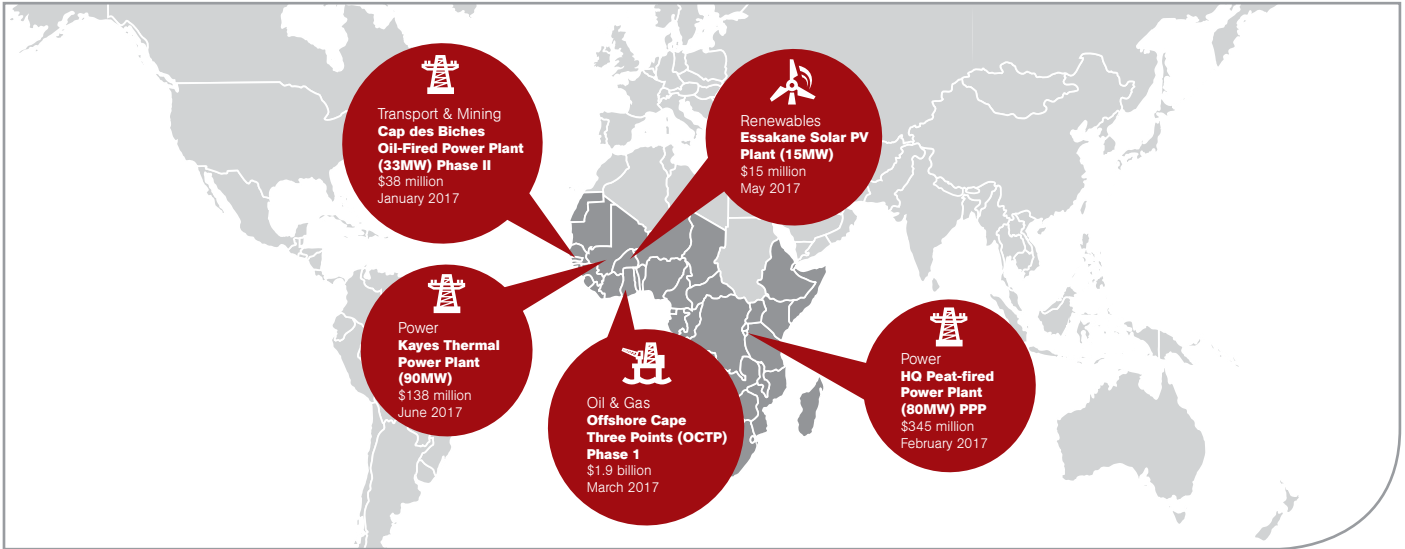 Transport & Mining
Cap des Biches
Oil-Fired Power Plant
(33MW) Phase II
$38 million
January 2017
Renewables
Essakane Solar PV
Plant (15MW)
$15 million
May 2017
Power
Kayes Thermal
Power Plant
(90MW)
$138 million
June 2017
Oil & Gas
Offshore Cape
Three Points (OCTP)
Phase 1
$1.9 billion
March 2017
Power
HQ Peat-fired
Power Plant
(80MW) PPP
$345 million
February 2017